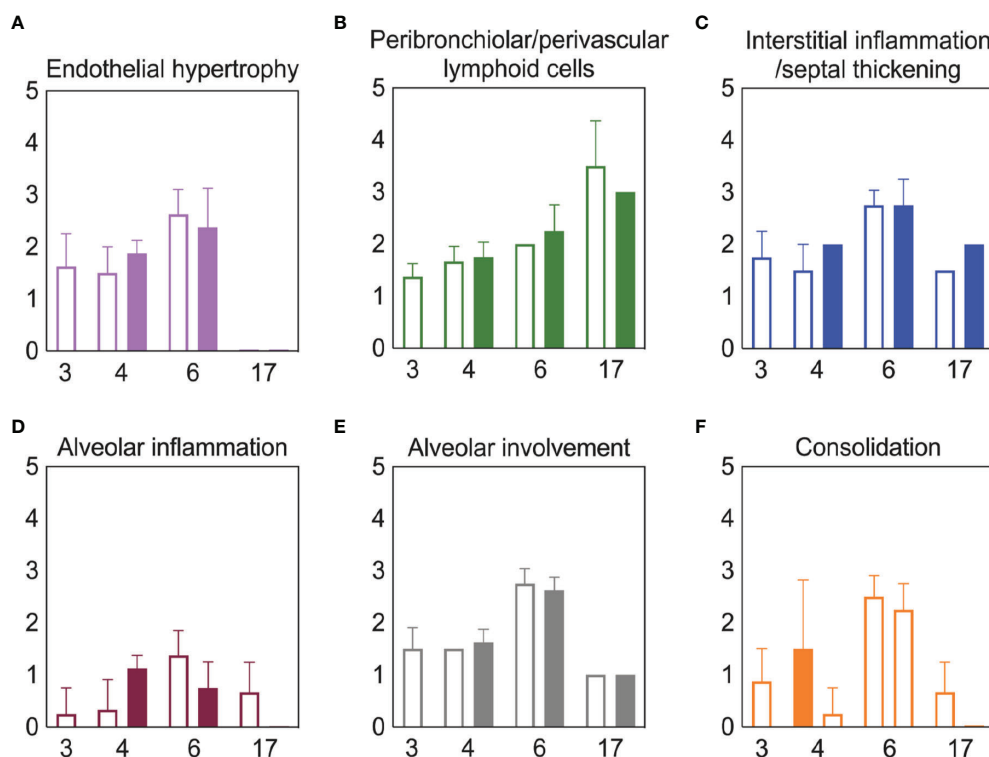 A
Endothelial hypertrophy
5
4
3
2
1
0
3 4 6 17
B
Peribronchiolar/perivascular
lymphoid cells
5
4
3
2
1
0
3 4 6 17
C
Interstitial inflammation
/septal thickening
5
4
3
2
1
0
3 4 6 17
D
Alveolar inflammation
5
4
3
2
1
0
3 4 6 17
E
Alveolar involvement
5
4
3
2
1
0
3 4 6 17
F
Consolidation
5
4
3
2
1
0
3 4 6 17